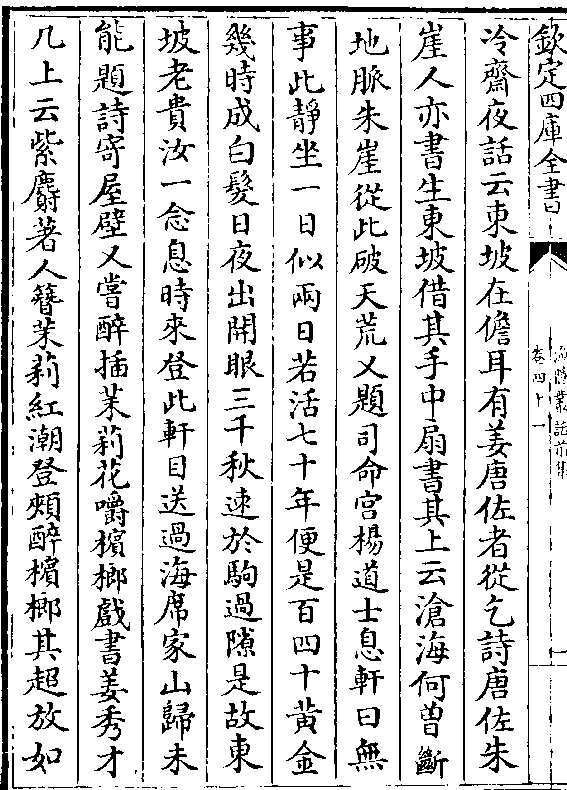 欽定四庫全書
漁隱叢話前集
卷四十一
冷齋夜話云東坡在儋耳有姜唐佐者從乞詩唐佐朱
崖人亦書生東坡借其手中扇書其上云滄海何曾斷
地脈朱崖從此破天荒又題司命宫楊道士息軒曰無
事此靜坐一日似兩日若活七十年便是百四十黄金
幾時成白髮日夜出開眼三千秋速於駒過隙是故東
坡老貴汝一念息時來登此軒目送過海席家山歸未
能題詩寄屋壁又嘗醉插茉莉花嚼檳榔戲書姜秀才
几上云紫麝著人簪茉莉紅潮登頰醉檳榔其超放如